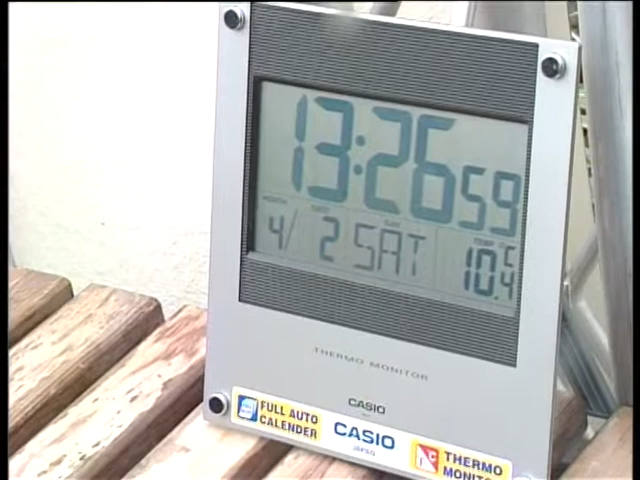 MONTH DATE DAY
13:26 59
4/ 2 SAT
TEMP °C
10.4
THERMO MONITOR
CASIO
FULL AUTO
CALENDER
CASIO
JAPAN
THERMO
MONITOR